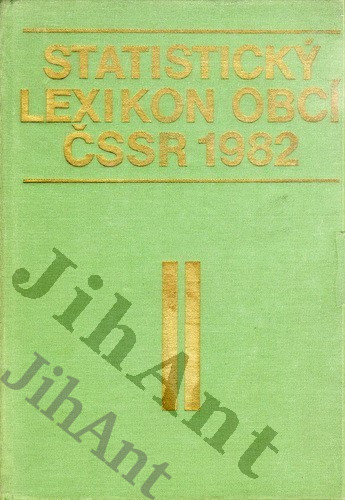 STATISTICKÝ
LEXIKON OBCÍ
ČSSR 1982
II
JihAnt
JihAnt